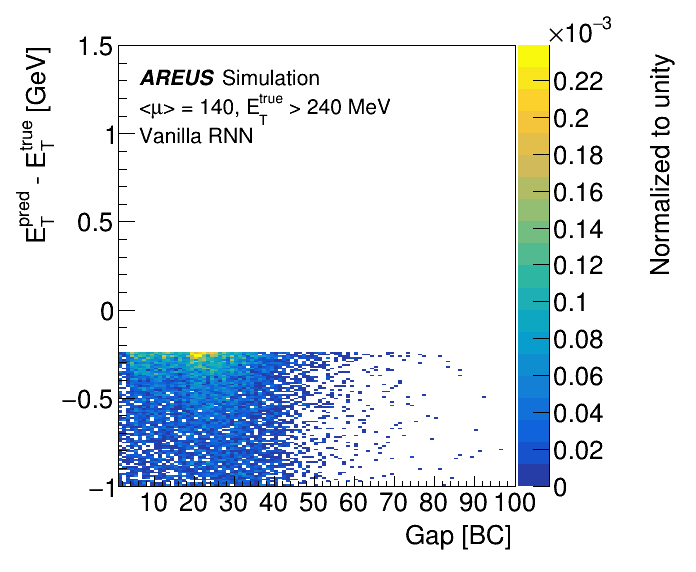 ×10⁻³
1.5
1
0.5
0
−0.5
−1
E_T^pred - E_T^true [GeV]
AREUS Simulation
<μ> = 140, E_T^true > 240 MeV
Vanilla RNN
10 20 30 40 50 60 70 80 90 100
Gap [BC]
0.22
0.2
0.18
0.16
0.14
0.12
0.1
0.08
0.06
0.04
0.02
0
Normalized to unity